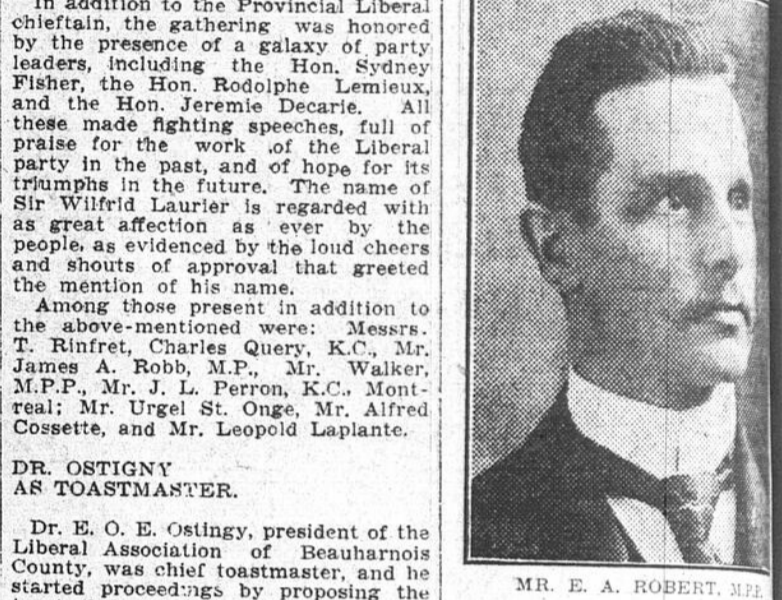 In addition to the Provincial Liberal
chieftain, the gathering was honored
by the presence of a galaxy of party
leaders, including the Hon. Sydney
Fisher, the Hon. Rodolphe Lemieux,
and the Hon. Jeremie Decarie. All
these made fighting speeches, full of
praise for the work of the Liberal
party in the past, and of hope for its
triumphs in the future. The name of
Sir Wilfrid Laurier is regarded with
as great affection as ever by the
people, as evidenced by the loud cheers
and shouts of approval that greeted
the mention of his name.
Among those present in addition to
the above-mentioned were: Messrs.
T. Rinfret, Charles Query, K.C., Mr.
James A. Robb, M.P., Mr. Walker,
M.P.P., Mr. J. L. Perron, K.C., Mont-
real; Mr. Urgel St. Onge, Mr. Alfred
Cossette, and Mr. Leopold Laplante.
DR. OSTIGNY
AS TOASTMASTER.
Dr. E. O. E. Ostingy, president of the
Liberal Association of Beauharnois
County, was chief toastmaster, and he
started proceedings by proposing the
MR. E. A. ROBERT, M.P.P.